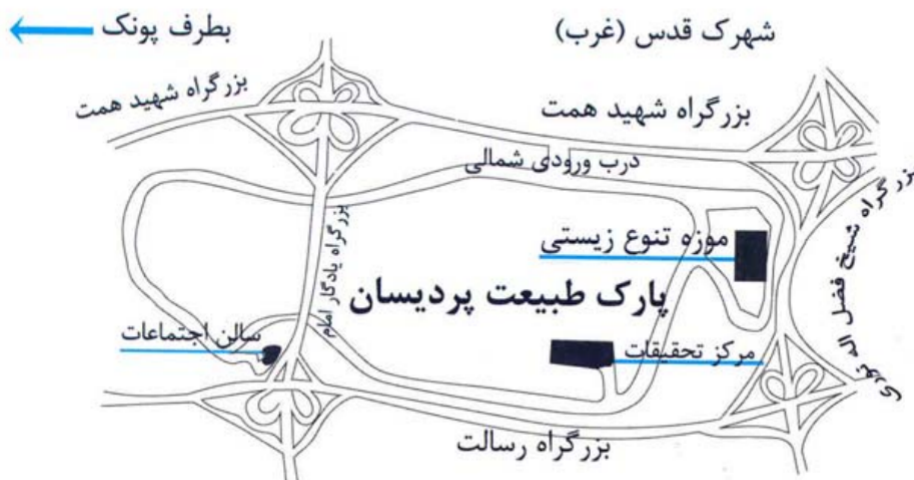 شهرک قدس (غرب)
بطرف پونک
بزرگراه شهید همت
بزرگراه شهید همت
درب ورودی شمالی
بزرگراه شیخ فضل اله نوری
موزه تنوع زیستی
بزرگراه یادگار امام
پارک طبیعت پردیسان
سالن اجتماعات
مرکز تحقیقات
بزرگراه رسالت